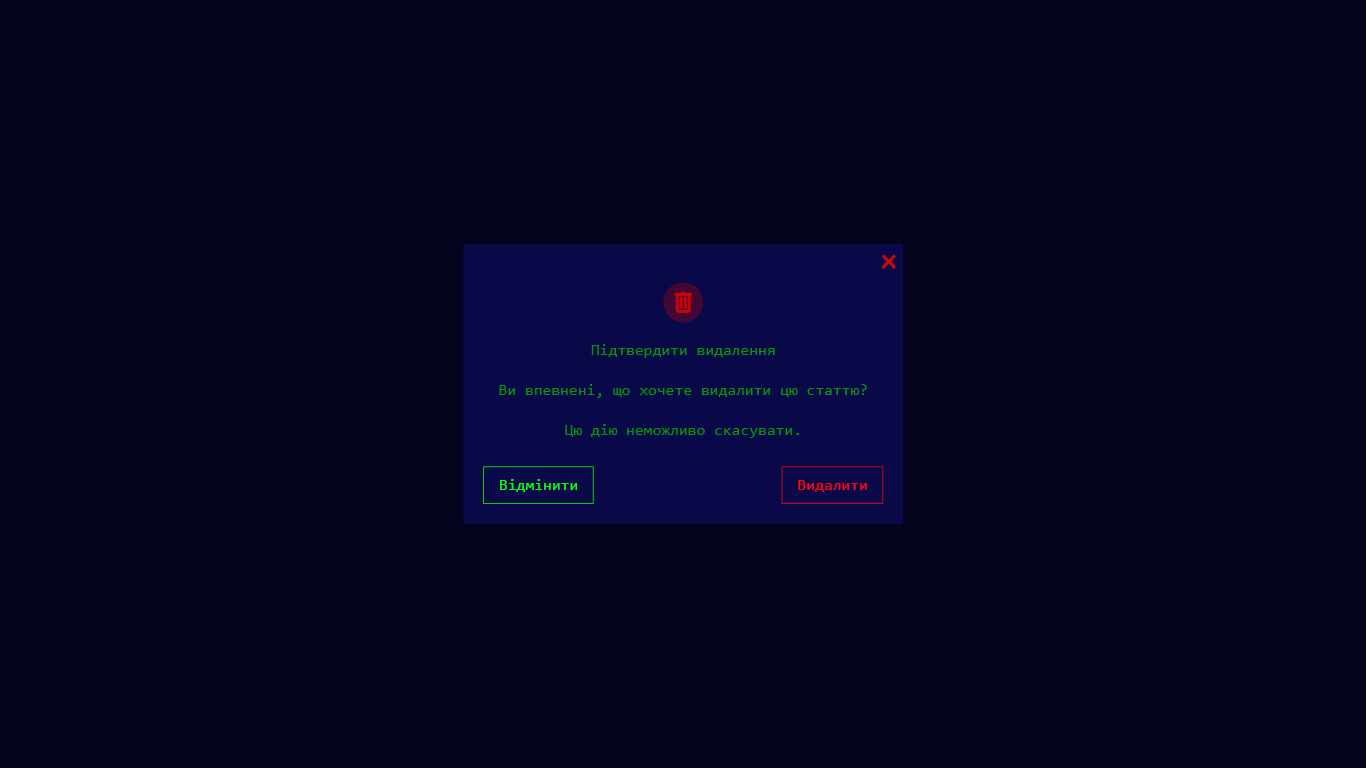 Підтвердити видалення
Ви впевнені, що хочете видалити цю статтю?
Цю дію неможливо скасувати.
Відмінити
Видалити